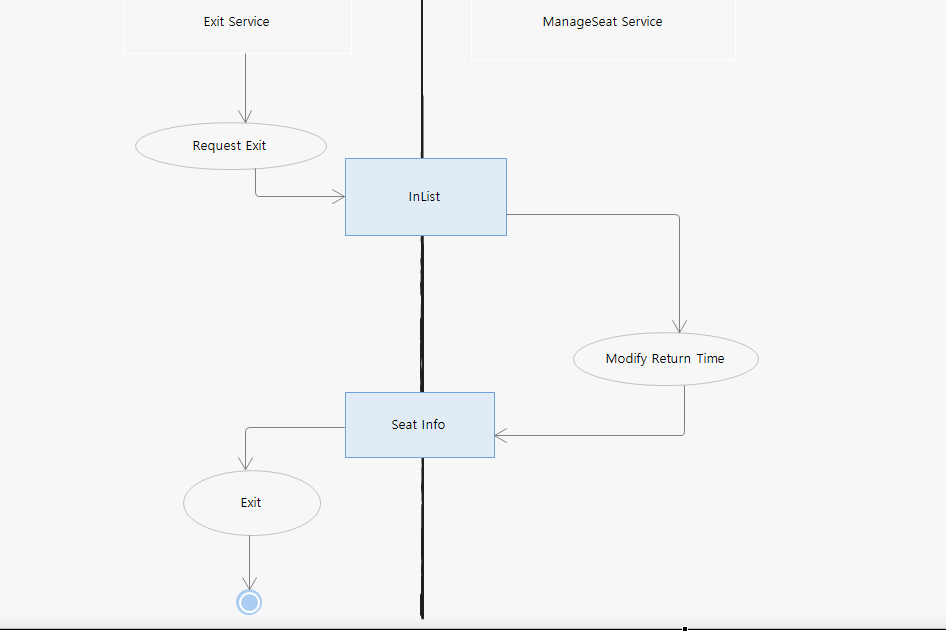 Exit Service
ManageSeat Service
Request Exit
InList
Modify Return Time
Seat Info
Exit